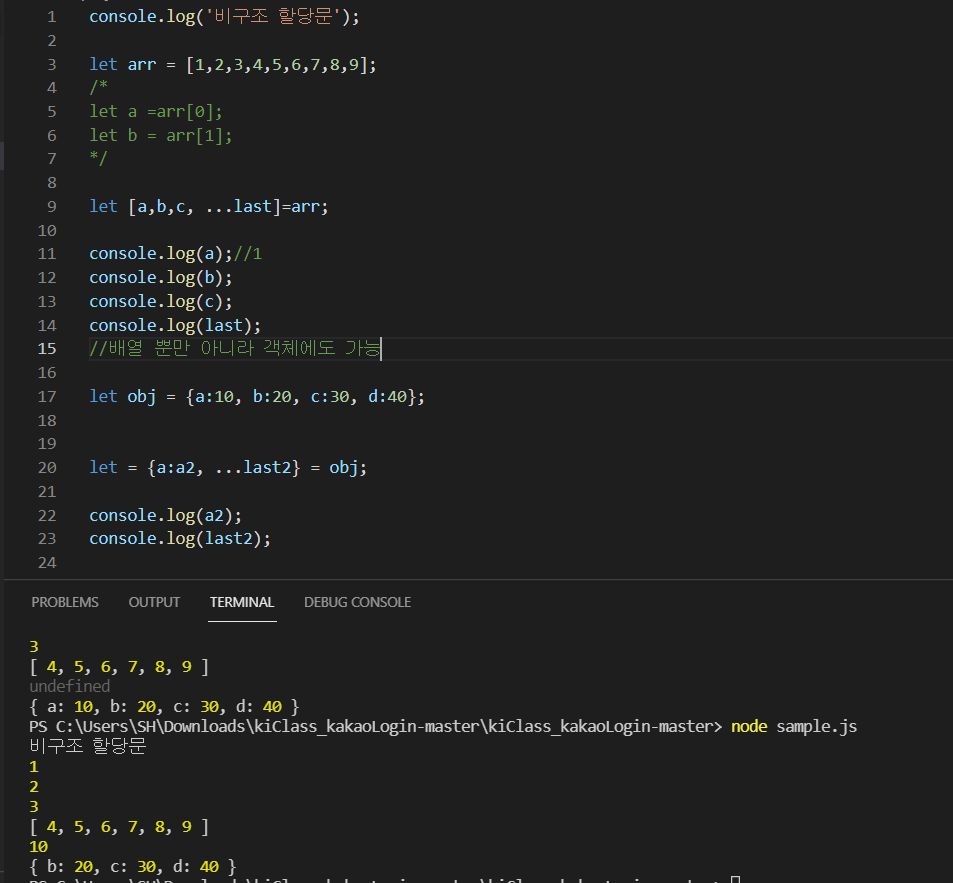 1 console.log('비구조 할당문');
2
3 let arr = [1,2,3,4,5,6,7,8,9];
4 /*
5 let a =arr[0];
6 let b = arr[1];
7 */
8
9 let [a,b,c, ...last]=arr;
10
11 console.log(a);//1
12 console.log(b);
13 console.log(c);
14 console.log(last);
15 //배열 뿐만 아니라 객체에도 가능
16
17 let obj = {a:10, b:20, c:30, d:40};
18
19
20 let = {a:a2, ...last2} = obj;
21
22 console.log(a2);
23 console.log(last2);
24
PROBLEMS OUTPUT TERMINAL DEBUG CONSOLE
3
[ 4, 5, 6, 7, 8, 9 ]
undefined
{ a: 10, b: 20, c: 30, d: 40 }
PS C:\Users\SH\Downloads\kiClass_kakaoLogin-master\kiClass_kakaoLogin-master> node sample.js
비구조 할당문
1
2
3
[ 4, 5, 6, 7, 8, 9 ]
10
{ b: 20, c: 30, d: 40 }